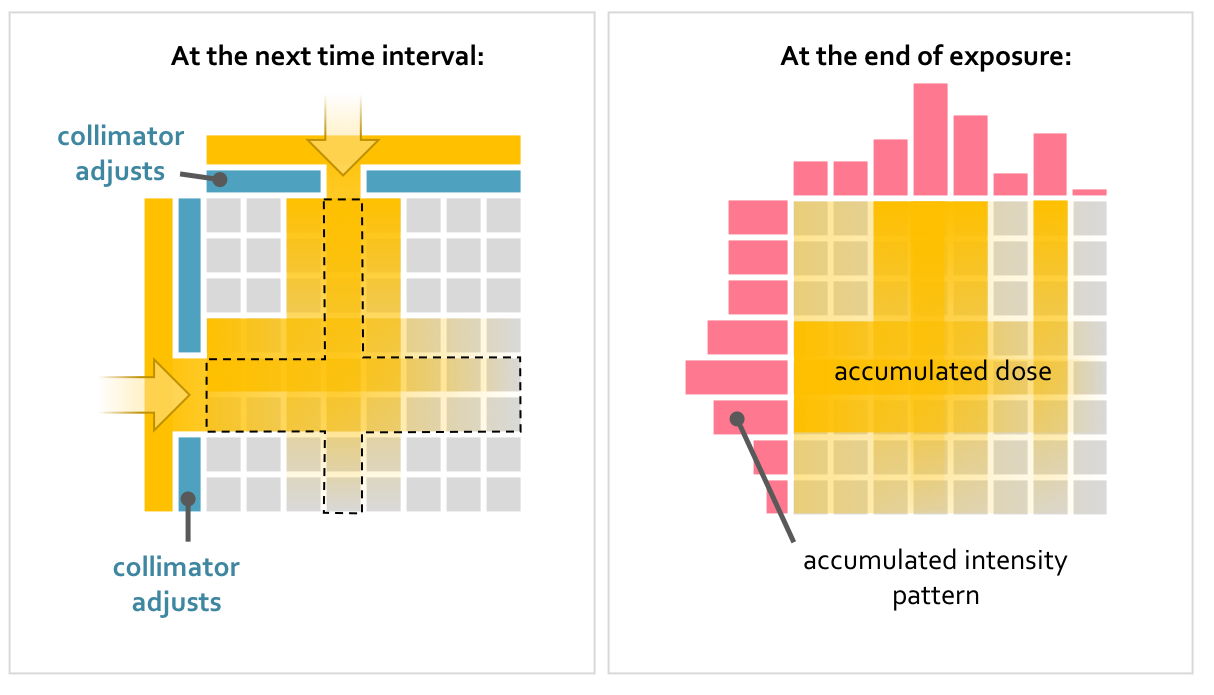 At the next time interval:
collimator
adjusts
collimator
adjusts
At the end of exposure:
accumulated dose
accumulated intensity
pattern